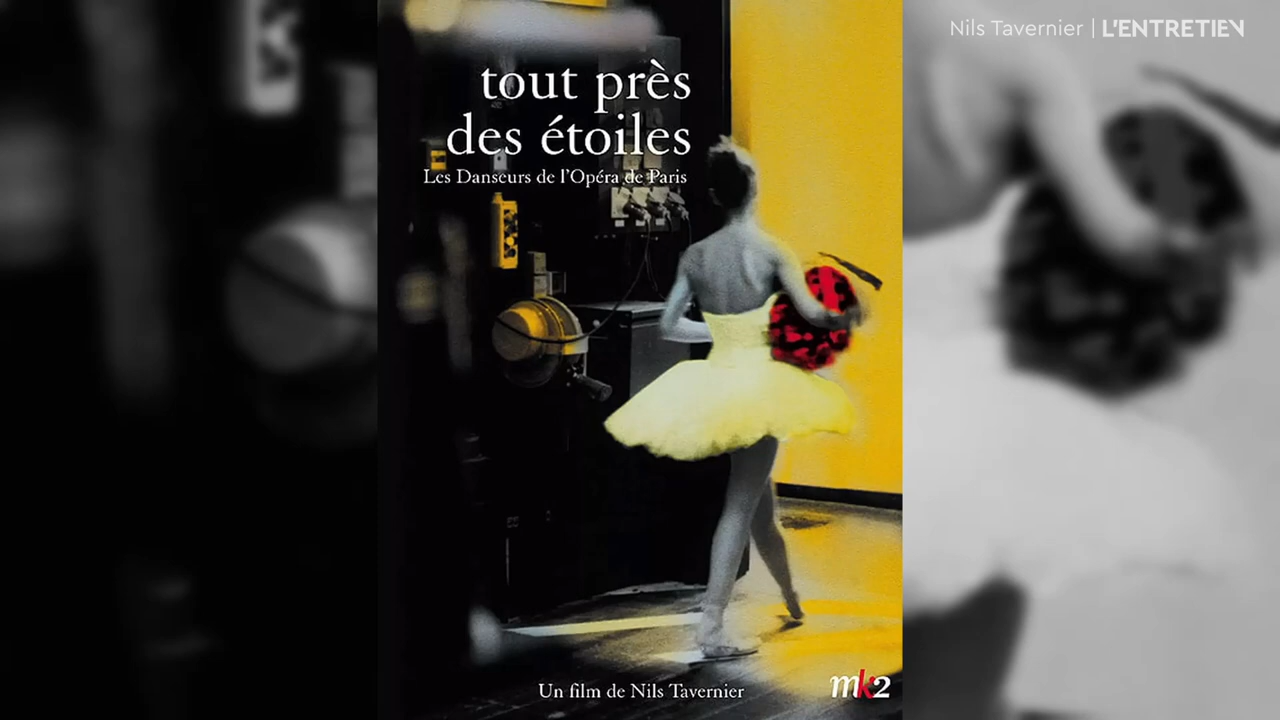 Nils Tavernier | L'ENTRETIEN
tout près
des étoiles
Les Danseurs de l'Opéra de Paris
Un film de Nils Tavernier
mk2